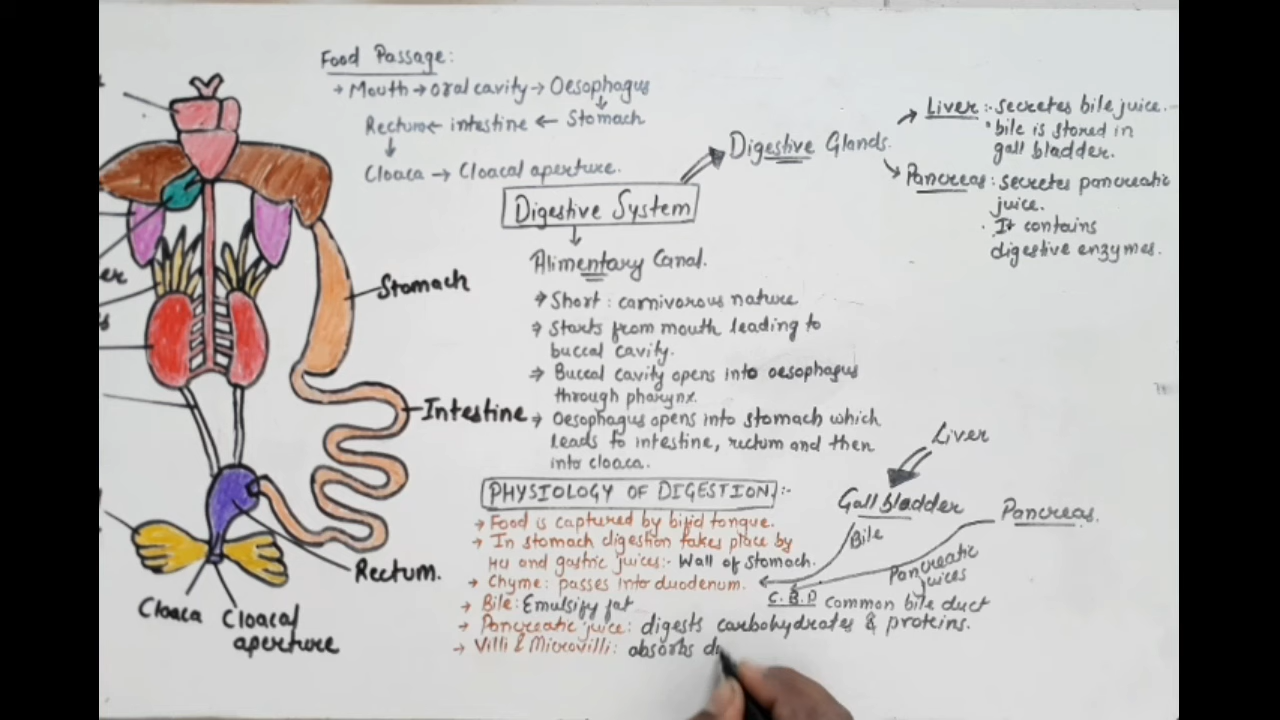 Food Passage:
→ Mouth → oral cavity → Oesophagus
Rectum ← intestine ← Stomach
Cloaca → Cloacal aperture.
Digestive System
Digestive Glands.
Liver :- secretes bile juice.
• bile is stored in
gall bladder.
Pancreas : secretes pancreatic
juice.
• It contains
digestive enzymes.
Alimentary Canal.
→ Short : carnivorous nature
→ Starts from mouth leading to
buccal cavity.
→ Buccal cavity opens into oesophagus
through pharynx.
→ Oesophagus opens into stomach which
leads to intestine, rectum and then
into cloaca.
PHYSIOLOGY OF DIGESTION :-
→ Food is captured by bifid tongue.
→ In stomach digestion takes place by
HCl and gastric juices:- Wall of stomach.
→ Chyme: passes into duodenum.
→ Bile: Emulsify fat
→ Pancreatic juice: digests carbohydrates & proteins.
→ Villi & Microvilli: absorbs
Liver
Gall bladder
Pancreas.
Bile
Pancreatic
juices
C.B.D common bile duct
Stomach
Intestine
Rectum.
Cloaca
Cloacal
aperture